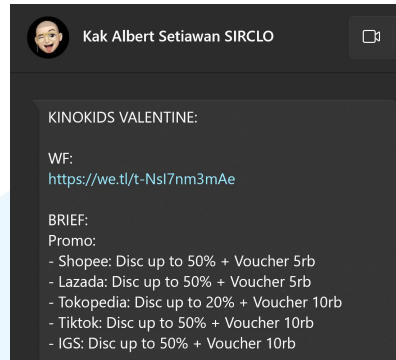 Kak Albert Setiawan SIRCLO
KINOKIDS VALENTINE:
WF:
https://we.tl/t-NsI7nm3mAe
BRIEF:
Promo:
- Shopee: Disc up to 50% + Voucher 5rb
- Lazada: Disc up to 50% + Voucher 5rb
- Tokopedia: Disc up to 20% + Voucher 10rb
- Tiktok: Disc up to 50% + Voucher 10rb
- IGS: Disc up to 50% + Voucher 10rb